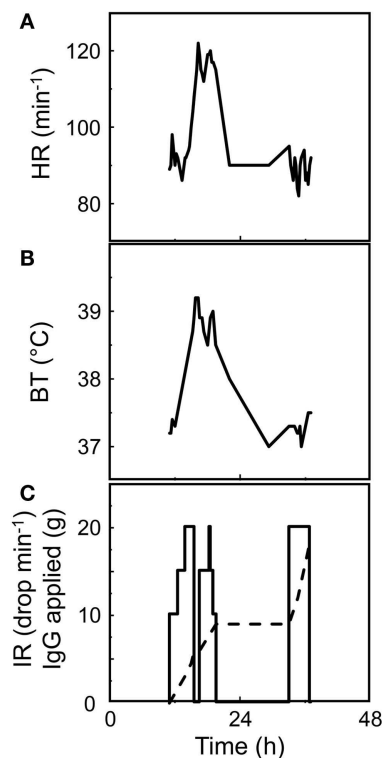 A
120
100
80
HR (min⁻¹)
B
39
38
37
BT (°C)
C
20
10
0
IR (drop min⁻¹)
IgG applied (g)
0 24 48
Time (h)